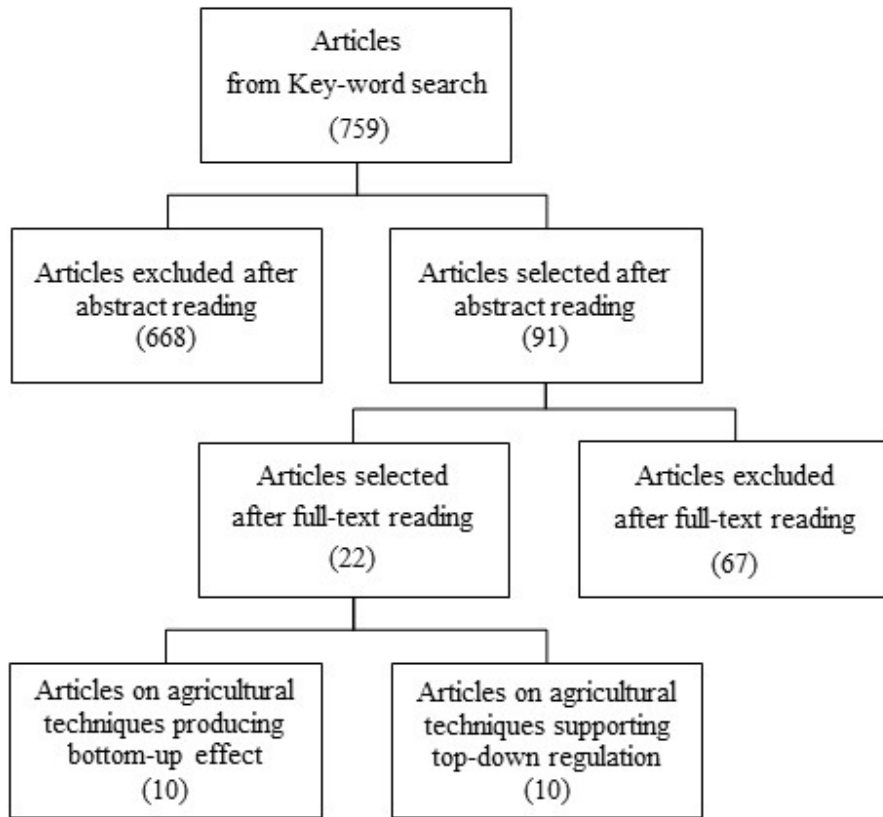 Articles
from Key-word search
(759)
Articles excluded after
abstract reading
(668)
Articles selected after
abstract reading
(91)
Articles selected
after full-text reading
(22)
Articles excluded
after full-text reading
(67)
Articles on agricultural
techniques producing
bottom-up effect
(10)
Articles on agricultural
techniques supporting
top-down regulation
(10)